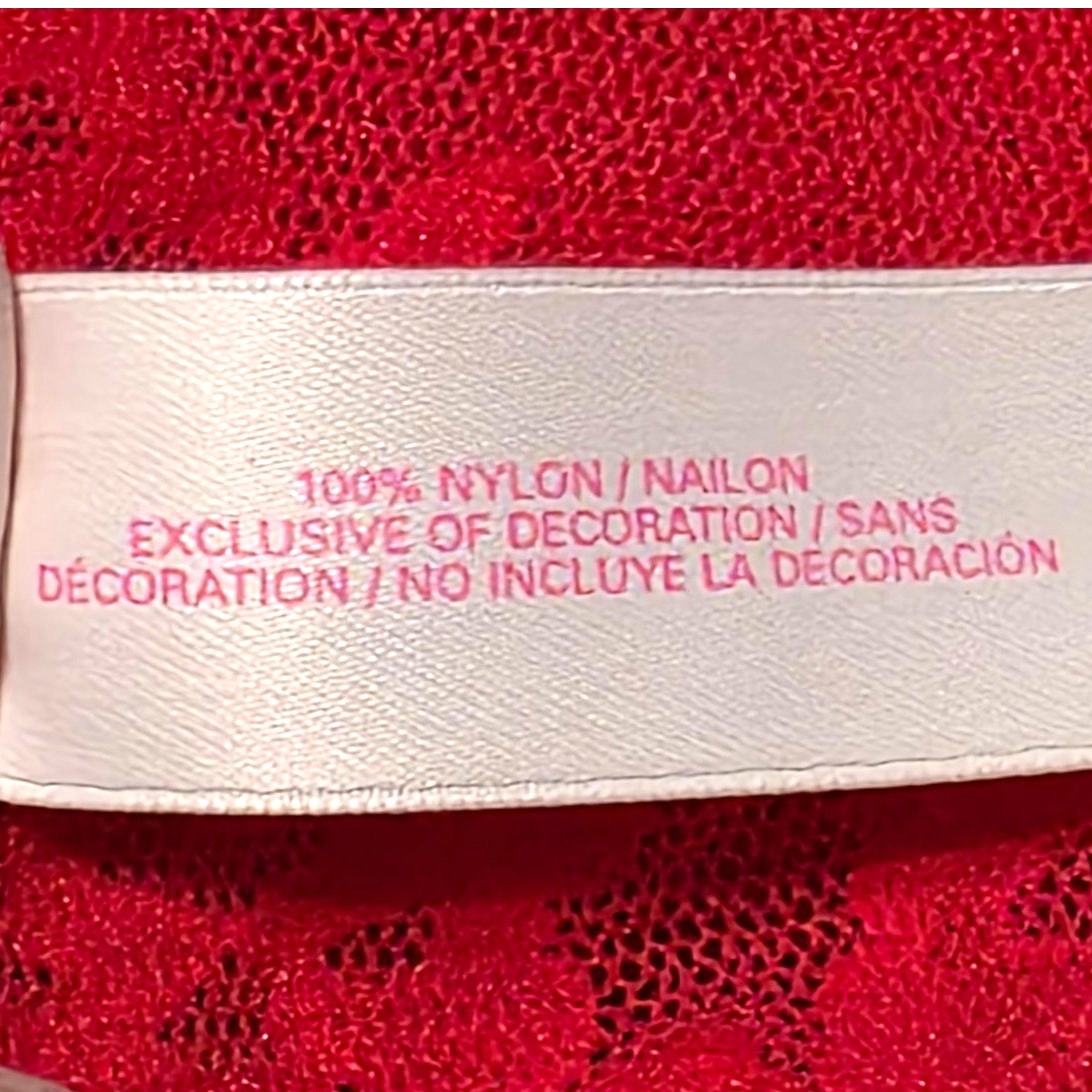 100% NYLON / NAILON
EXCLUSIVE OF DECORATION / SANS
DÉCORATION / NO INCLUYE LA DECORACIÓN